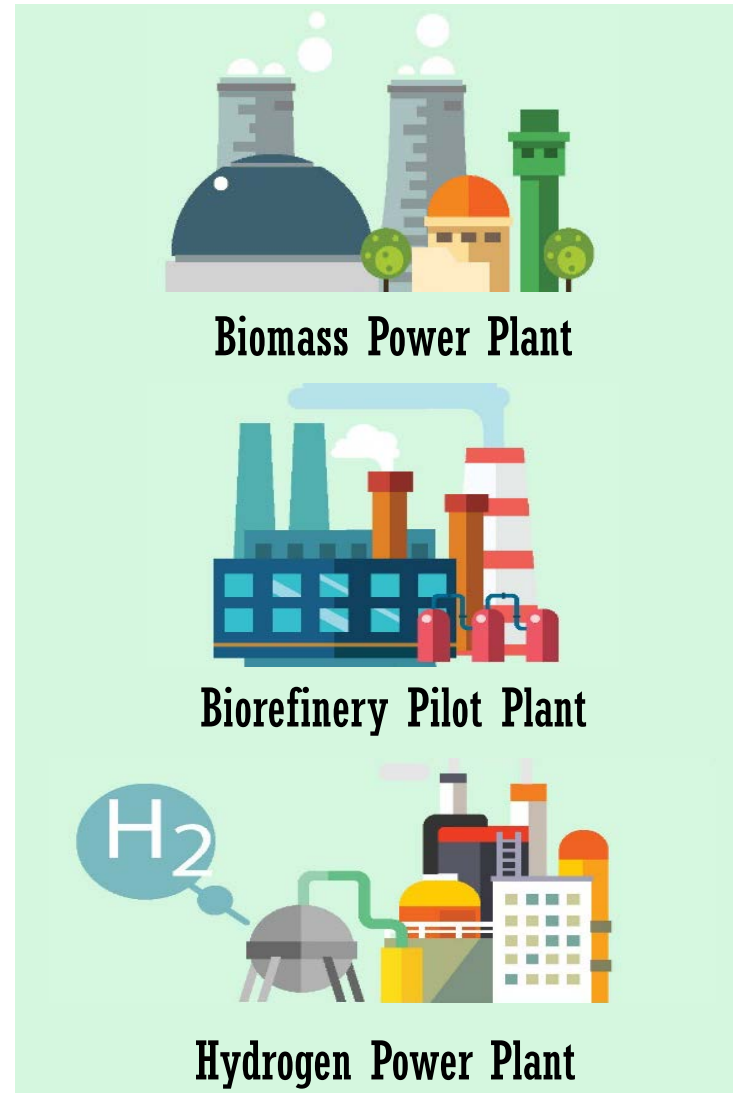 Biomass Power Plant
Biorefinery Pilot Plant
H2
Hydrogen Power Plant